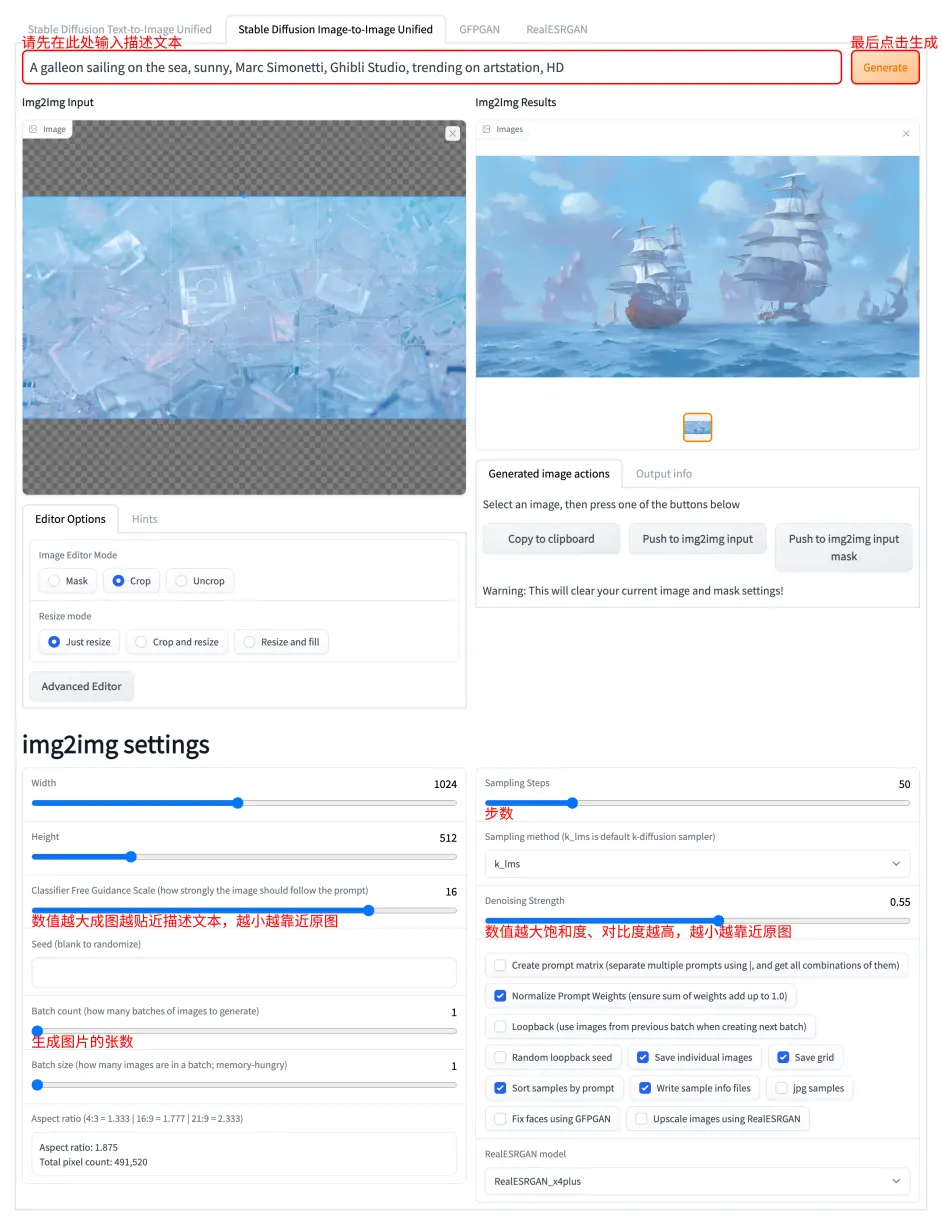 Stable Diffusion Text-to-Image Unified
Stable Diffusion Image-to-Image Unified
GFPGAN
RealESRGAN
请先在此处输入描述文本
最后点击生成
A galleon sailing on the sea, sunny, Marc Simonetti, Ghibli Studio, trending on artstation, HD
Generate
Img2Img Input
Image
Img2Img Results
Images
Editor Options
Hints
Image Editor Mode
Mask
Crop
Uncrop
Resize mode
Just resize
Crop and resize
Resize and fill
Advanced Editor
Generated image actions
Output info
Select an image, then press one of the buttons below
Copy to clipboard
Push to img2img input
Push to img2img input
mask
Warning: This will clear your current image and mask settings!
img2img settings
Width
1024
Height
512
Classifier Free Guidance Scale (how strongly the image should follow the prompt)
16
数值越大成图越贴近描述文本，越小越靠近原图
Seed (blank to randomize)
Batch count (how many batches of images to generate)
1
生成图片的张数
Batch size (how many images are in a batch; memory-hungry)
1
Aspect ratio (4:3 = 1.333 | 16:9 = 1.777 | 21:9 = 2.333)
Aspect ratio: 1.875
Total pixel count: 491,520
Sampling Steps
50
步数
Sampling method (k_lms is default k-diffusion sampler)
k_lms
Denoising Strength
0.55
数值越大饱和度、对比度越高，越小越靠近原图
Create prompt matrix (separate multiple prompts using |, and get all combinations of them)
Normalize Prompt Weights (ensure sum of weights add up to 1.0)
Loopback (use images from previous batch when creating next batch)
Random loopback seed
Save individual images
Save grid
Sort samples by prompt
Write sample info files
jpg samples
Fix faces using GFPGAN
Upscale images using RealESRGAN
RealESRGAN model
RealESRGAN_x4plus